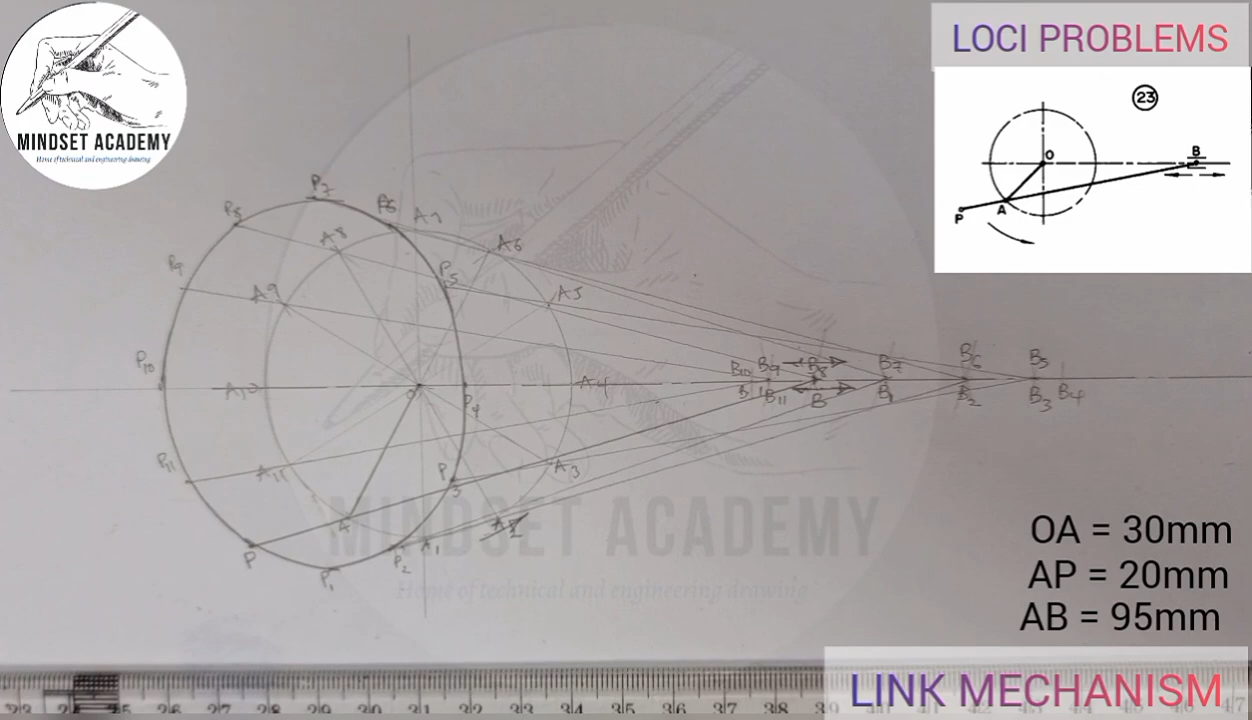 MINDSET ACADEMY
Home of technical and engineering drawing
LOCI PROBLEMS
23
O
B
A
P
P7
P8
P6
A7
A8
A6
P9
P5
A9
A5
P10
A10
O
P4
A4
B10
B9
B8
B7
B6
B5
B11
B
B1
B2
B3
B4
P11
A11
P3
A3
A
A2
P
A1
P1
P2
MINDSET ACADEMY
Home of technical and engineering drawing
OA = 30mm
AP = 20mm
AB = 95mm
LINK MECHANISM